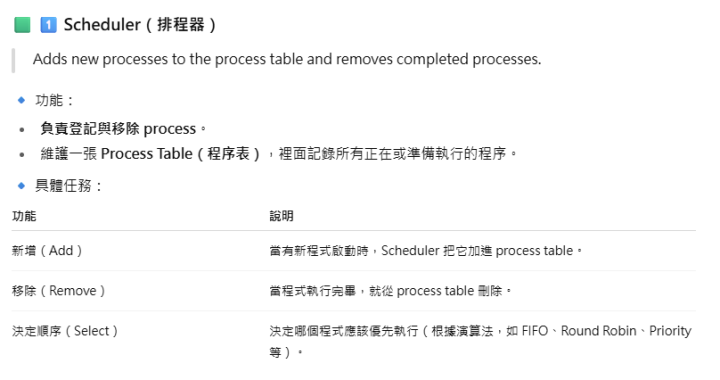 1 Scheduler（排程器）
Adds new processes to the process table and removes completed processes.
功能：
負責登記與移除 process。
維護一張 Process Table（程序表），裡面記錄所有正在或準備執行的程序。
具體任務：
功能 說明
新增（Add） 當有新程式啟動時，Scheduler 把它加進 process table。
移除（Remove） 當程式執行完畢，就從 process table 刪除。
決定順序（Select） 決定哪個程式應該優先執行（根據演算法，如 FIFO、Round Robin、Priority
等）。